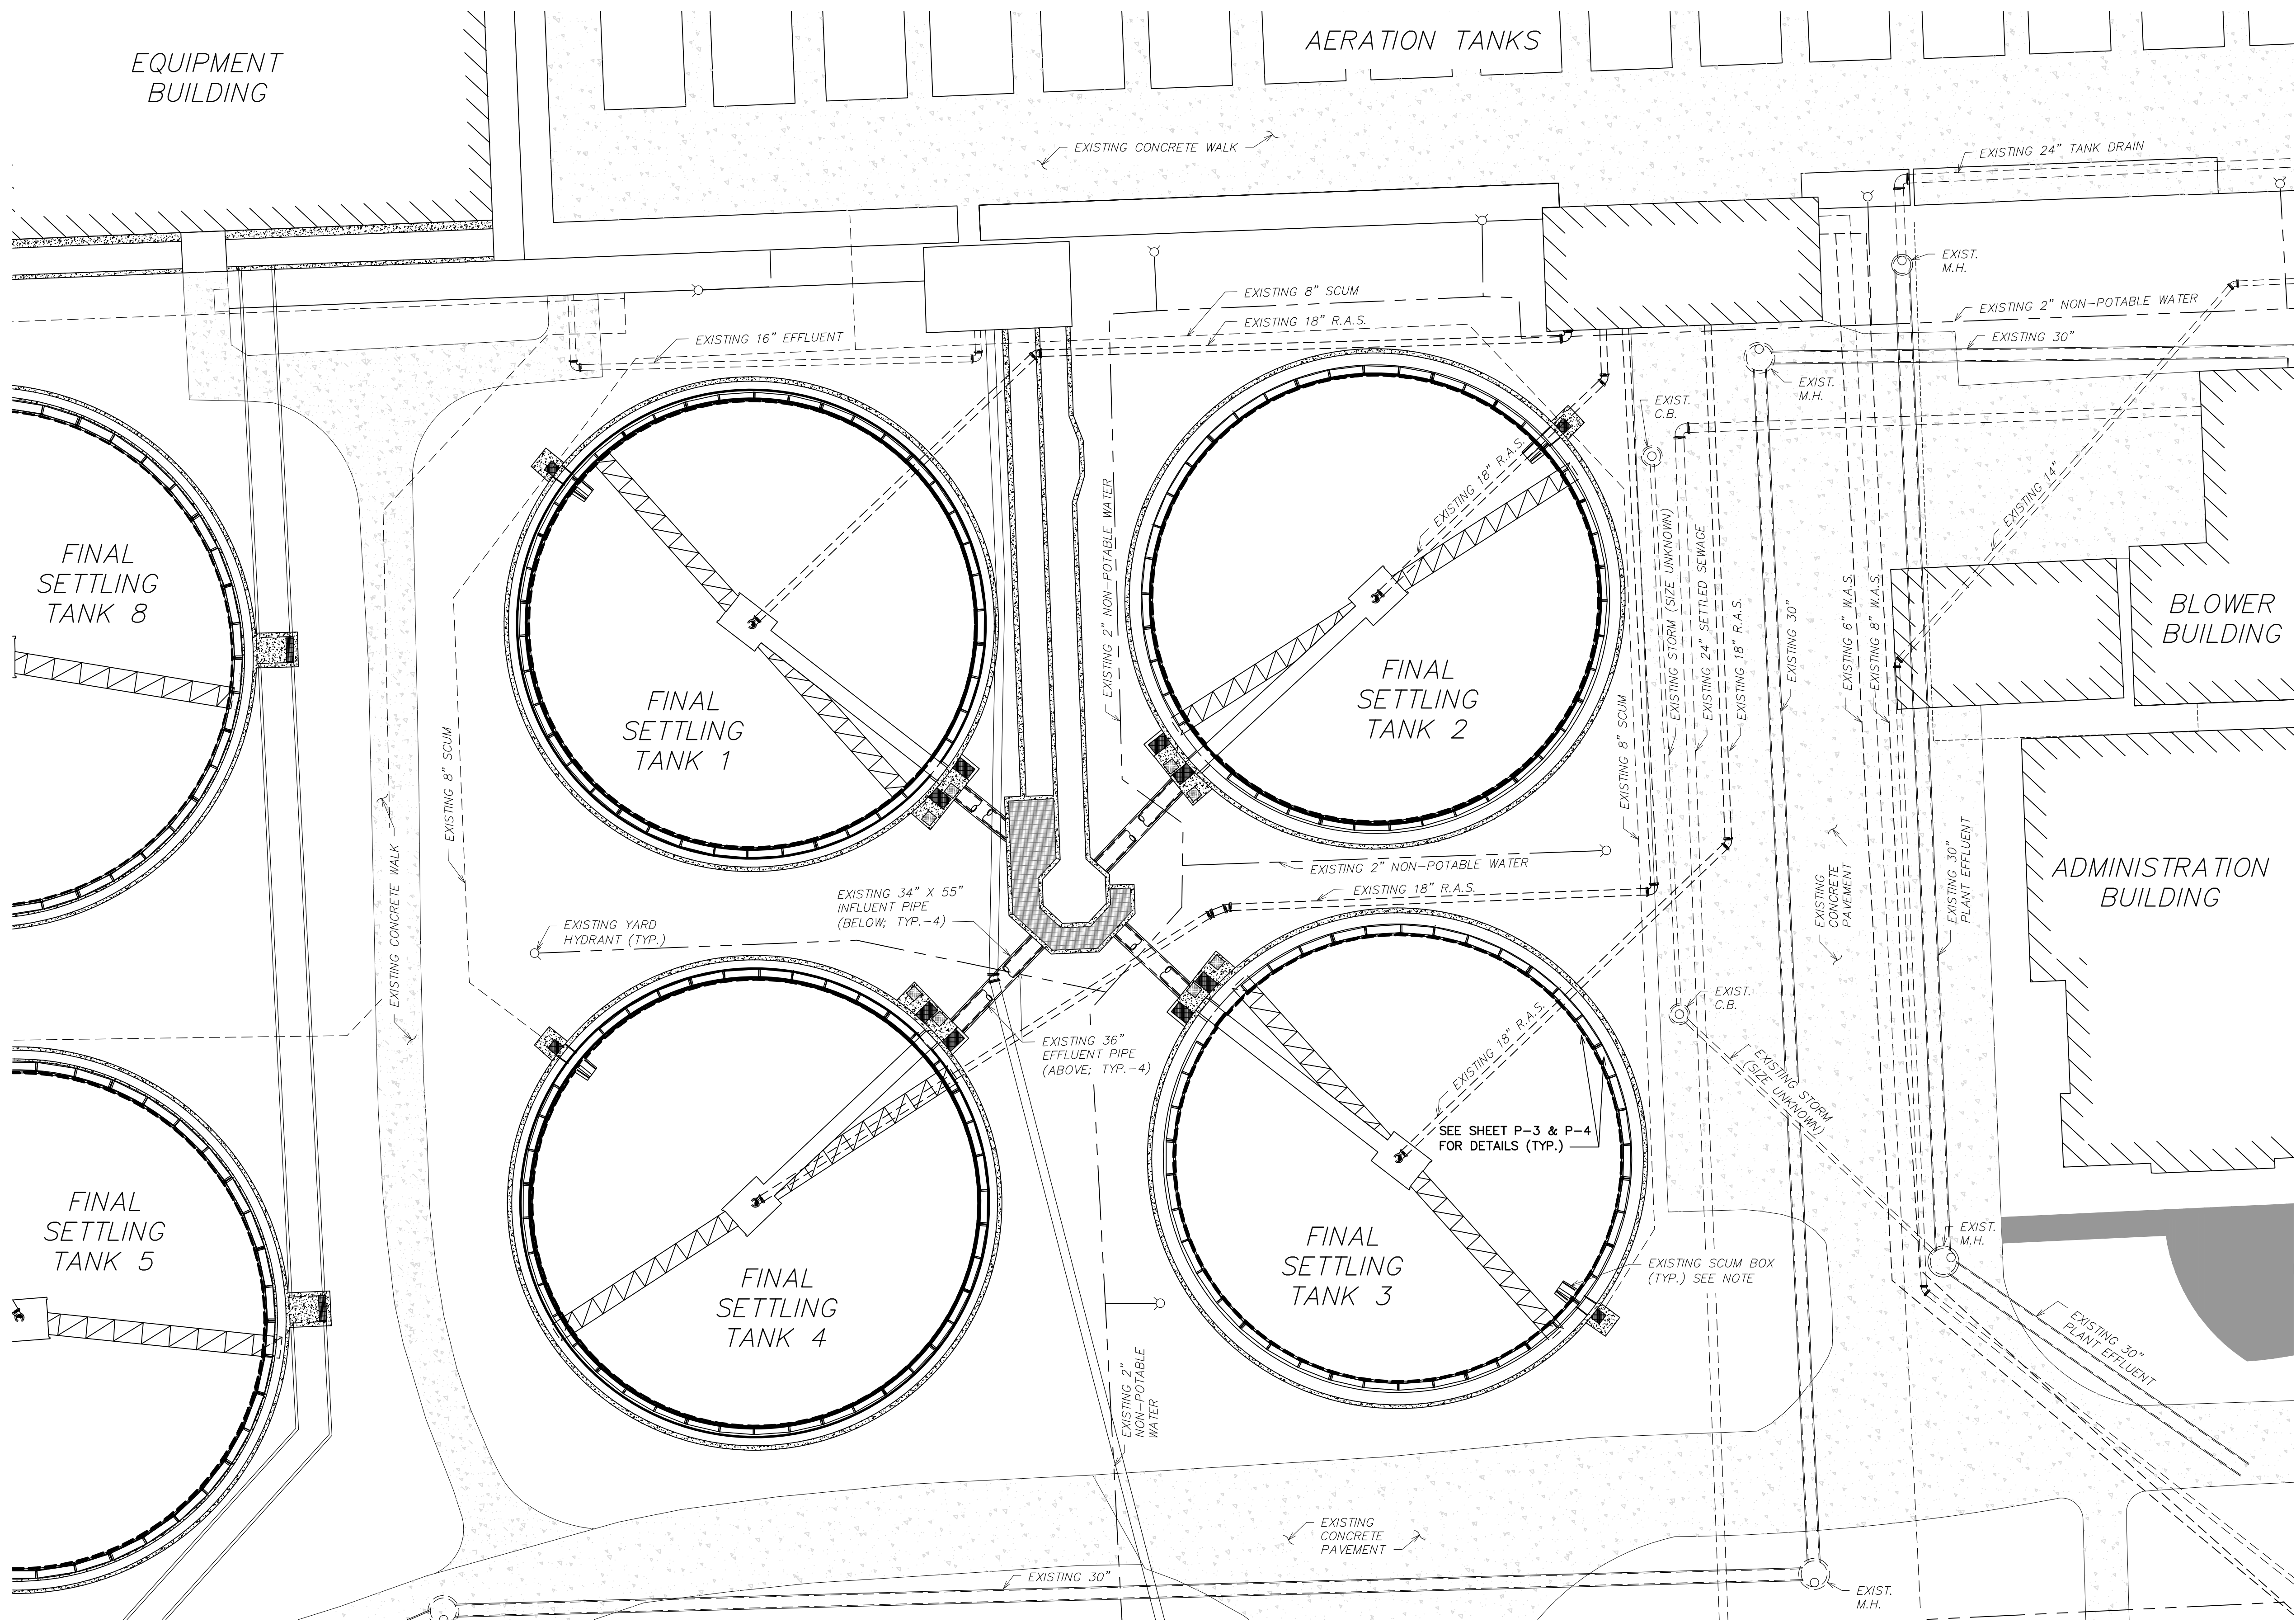 EQUIPMENT
BUILDING
AERATION TANKS
EXISTING CONCRETE WALK
EXISTING 24" TANK DRAIN
EXIST.
M.H.
EXISTING 8" SCUM
EXISTING 18" R.A.S.
EXISTING 16" EFFLUENT
EXISTING 2" NON-POTABLE WATER
EXISTING 30"
EXIST.
M.H.
EXIST.
C.B.
EXISTING 18" R.A.S.
EXISTING 14"
EXISTING 2" NON-POTABLE WATER
FINAL
SETTLING
TANK 8
FINAL
SETTLING
TANK 1
FINAL
SETTLING
TANK 2
EXISTING 8" SCUM
EXISTING STORM (SIZE UNKNOWN)
EXISTING 24" SETTLED SEWAGE
EXISTING 18" R.A.S.
EXISTING 30"
EXISTING 6" W.A.S.
EXISTING 8" W.A.S.
BLOWER
BUILDING
EXISTING 8" SCUM
EXISTING CONCRETE WALK
EXISTING 2" NON-POTABLE WATER
EXISTING 18" R.A.S.
EXISTING 34" X 55"
INFLUENT PIPE
(BELOW; TYP.-4)
EXISTING YARD
HYDRANT (TYP.)
EXISTING
CONCRETE
PAVEMENT
EXISTING 30"
PLANT EFFLUENT
ADMINISTRATION
BUILDING
EXIST.
C.B.
EXISTING STORM
(SIZE UNKNOWN)
EXISTING 36"
EFFLUENT PIPE
(ABOVE; TYP.-4)
EXISTING 18" R.A.S.
SEE SHEET P-3 & P-4
FOR DETAILS (TYP.)
FINAL
SETTLING
TANK 5
FINAL
SETTLING
TANK 4
FINAL
SETTLING
TANK 3
EXISTING SCUM BOX
(TYP.) SEE NOTE
EXIST.
M.H.
EXISTING 30"
PLANT EFFLUENT
EXISTING 2"
NON-POTABLE
WATER
EXISTING
CONCRETE
PAVEMENT
EXISTING 30"
EXIST.
M.H.